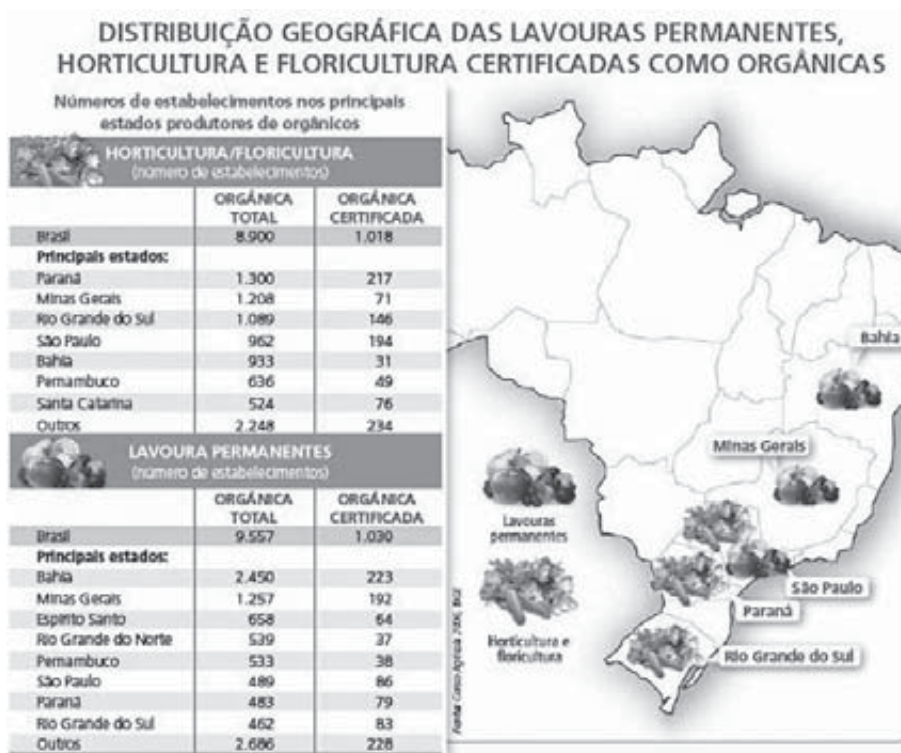 DISTRIBUIÇÃO GEOGRÁFICA DAS LAVOURAS PERMANENTES,
HORTICULTURA E FLORICULTURA CERTIFICADAS COMO ORGÂNICAS
Números de estabelecimentos nos principais
estados produtores de orgânicos
HORTICULTURA/FLORICULTURA
(número de estabelecimentos)
ORGÂNICA TOTAL ORGÂNICA CERTIFICADA
Brasil 8.900 1.018
Principais estados:
Paraná 1.300 217
Minas Gerais 1.208 71
Rio Grande do Sul 1.089 146
São Paulo 962 194
Bahia 933 31
Pernambuco 636 49
Santa Catarina 524 76
Outros 2.248 234
LAVOURA PERMANENTES
(número de estabelecimentos)
ORGÂNICA TOTAL ORGÂNICA CERTIFICADA
Brasil 9.557 1.030
Principais estados:
Bahia 2.450 223
Minas Gerais 1.257 192
Espírito Santo 658 64
Rio Grande do Norte 539 37
Pernambuco 533 38
São Paulo 489 86
Paraná 483 79
Rio Grande do Sul 462 83
Outros 2.686 228
Bahia
Minas Gerais
Lavouras
permanentes
São Paulo
Paraná
Horticultura e
floricultura
Rio Grande do Sul